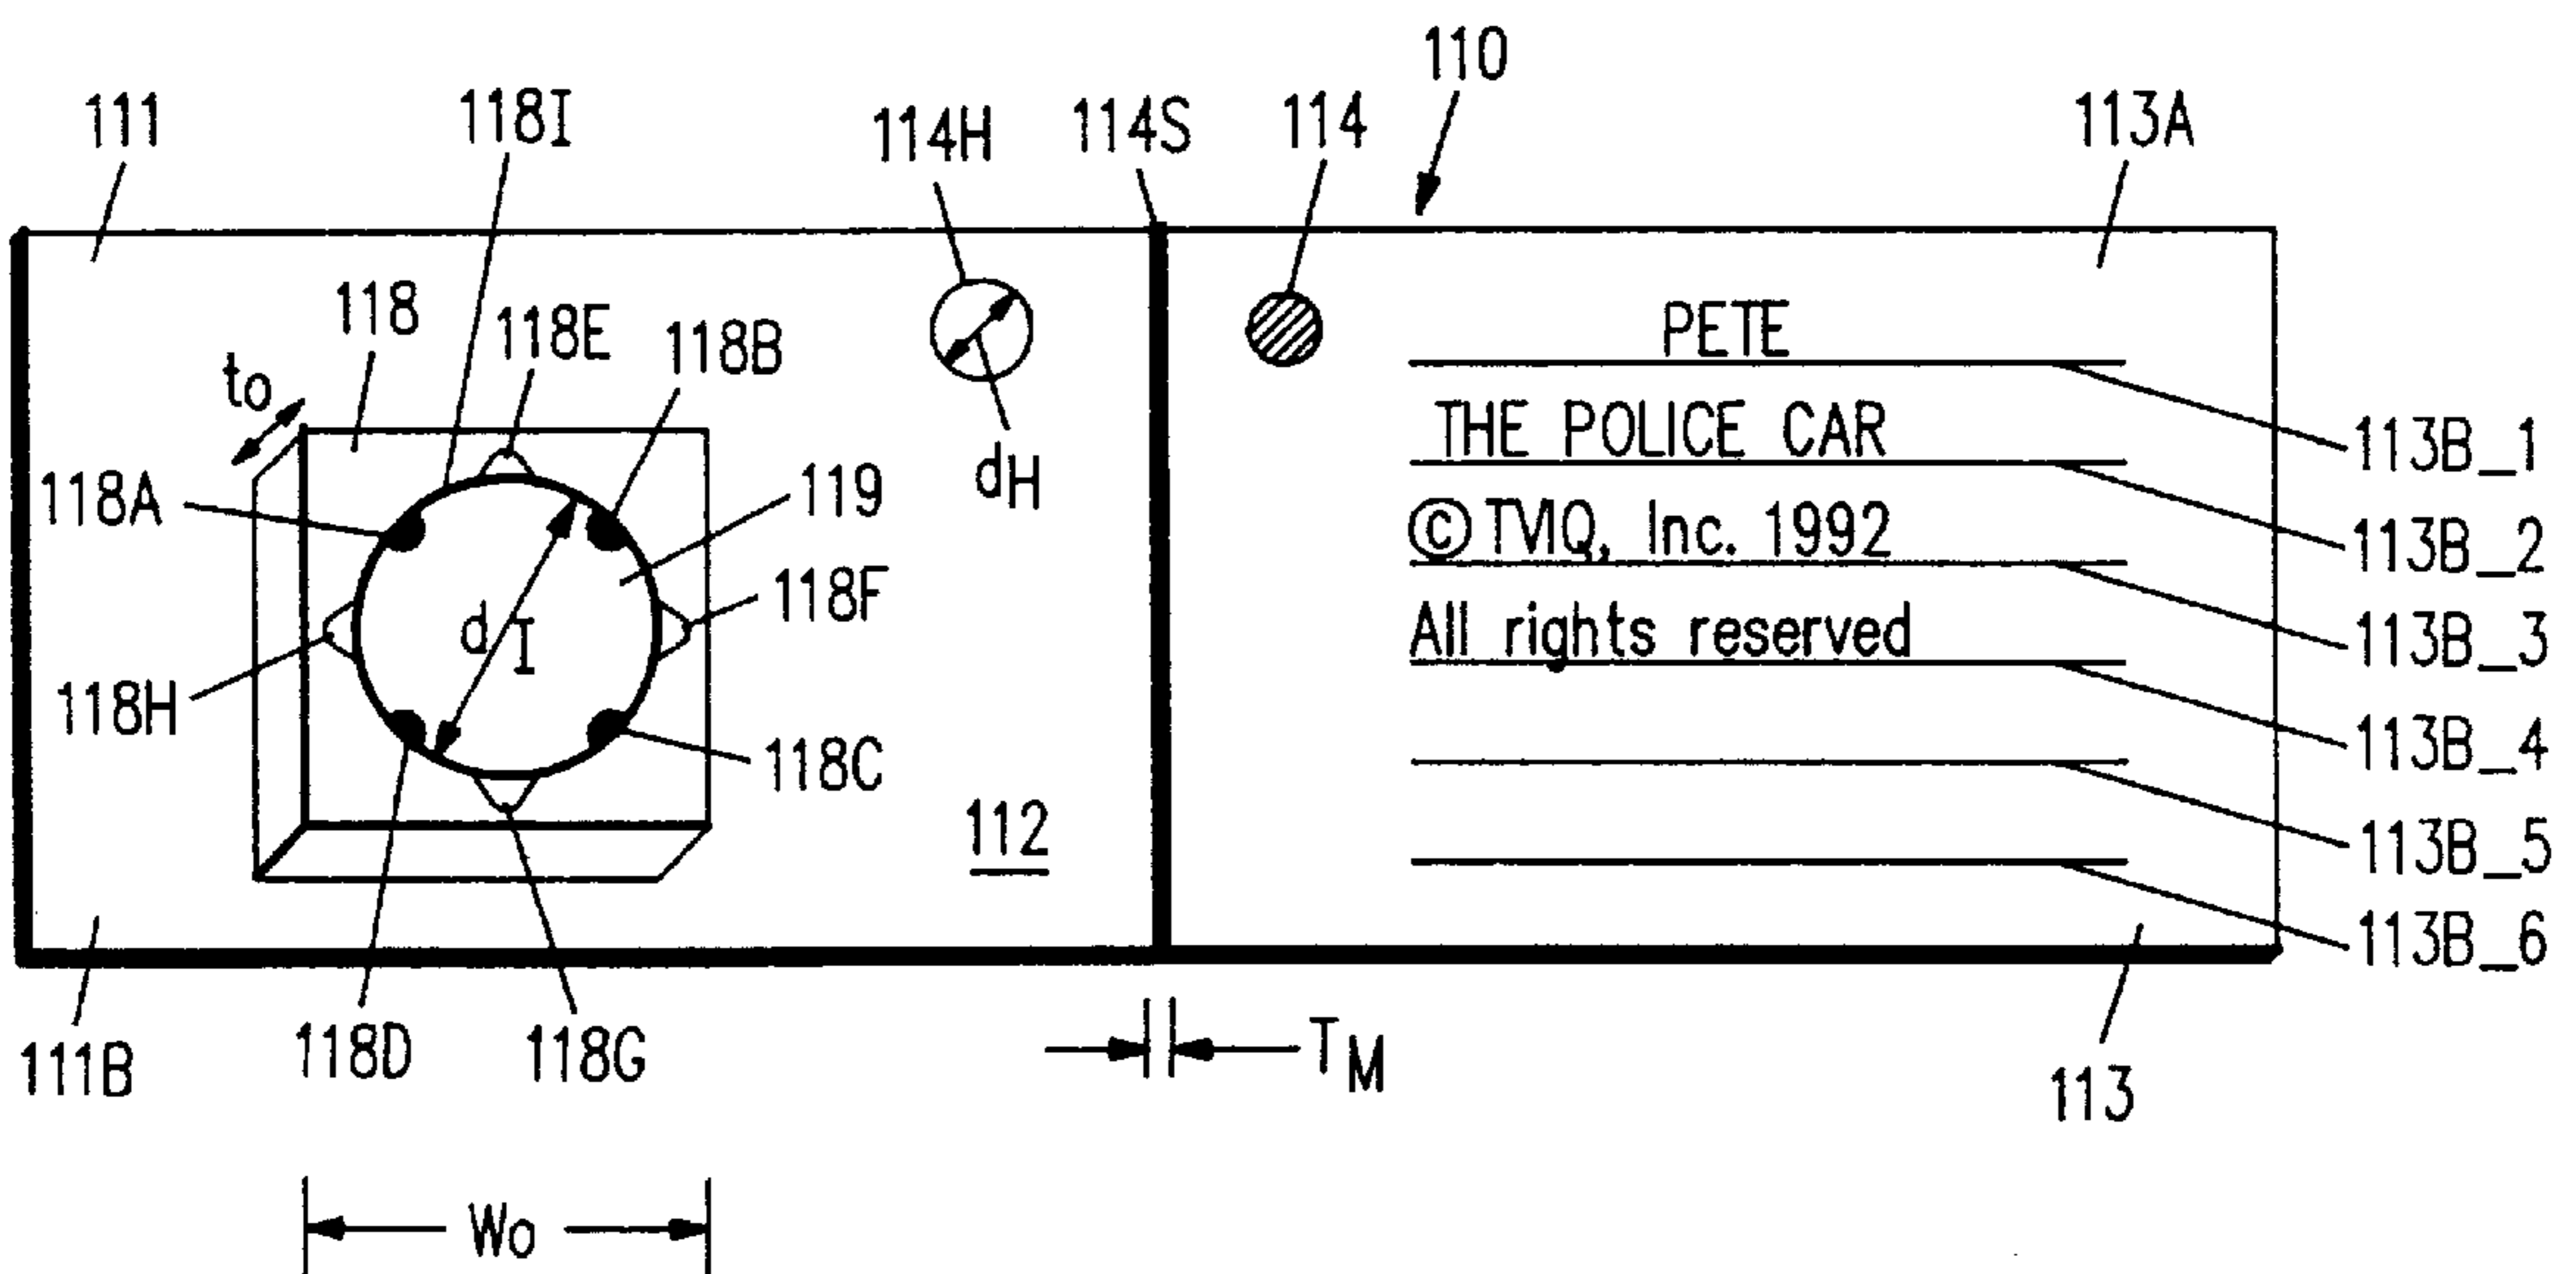 110
111
118I
114H
114S
114
113A
118
118E
118B
to
dH
PETE
113B_1
THE POLICE CAR
118A
119
113B_2
© TVIQ, Inc. 1992
118F
113B_3
dI
All rights reserved
118H
113B_4
118C
112
113B_5
113B_6
111B
118D
118G
TM
113
Wo